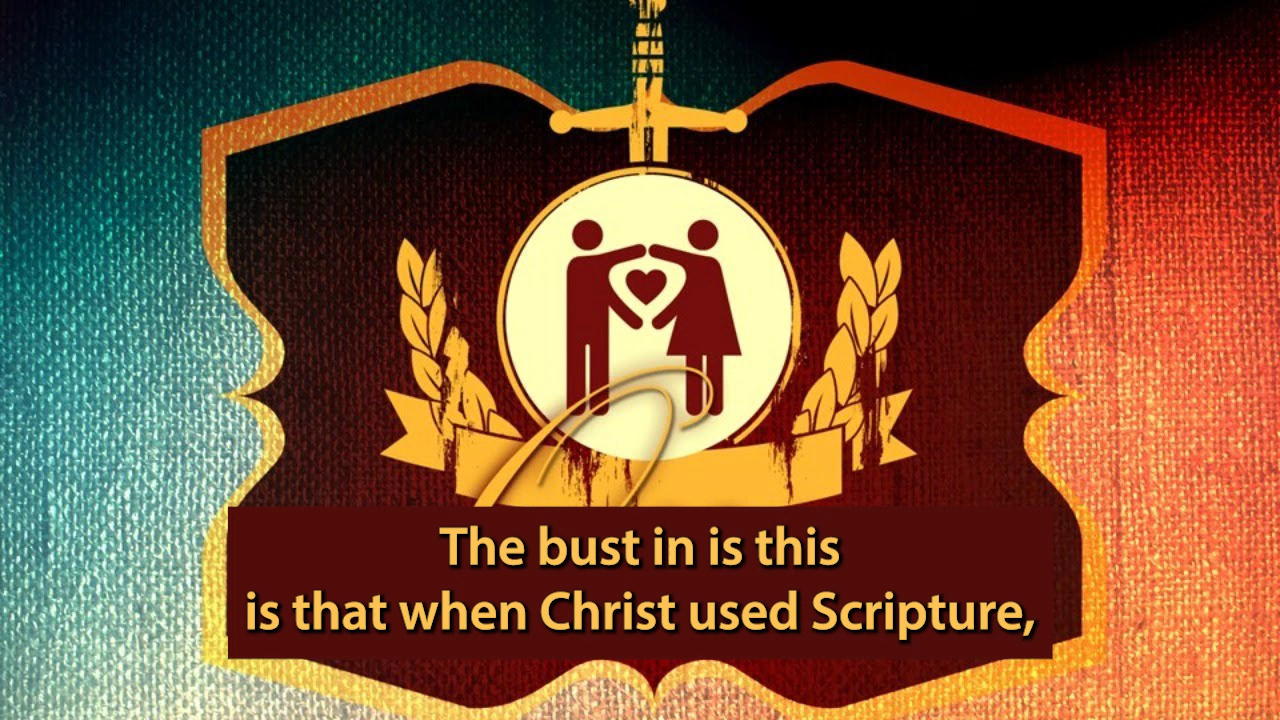 The bust in is this
is that when Christ used Scripture,